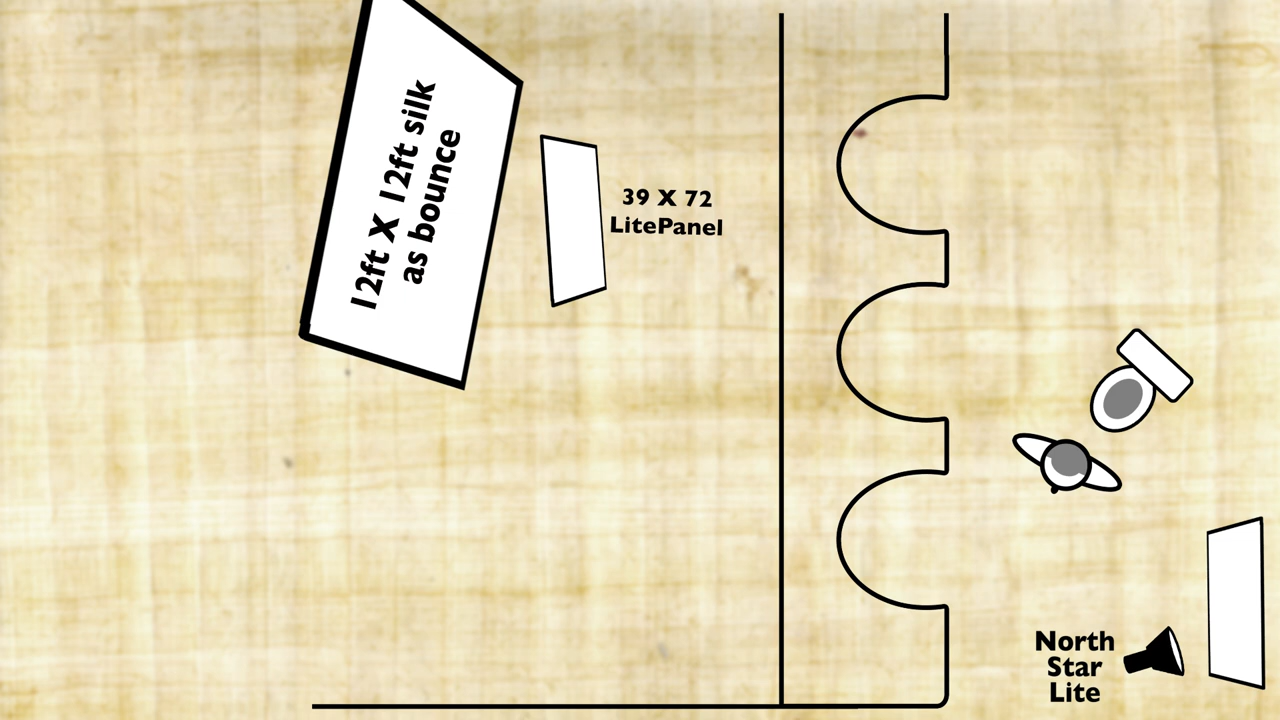 12ft X 12ft silk
as bounce
39 X 72
LitePanel
North
Star
Lite